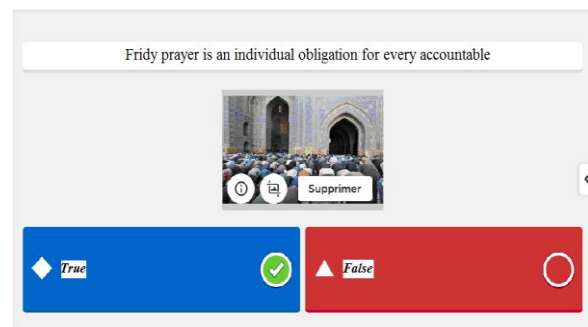 Fridy prayer is an individual obligation for every accountable
Supprimer
True
False